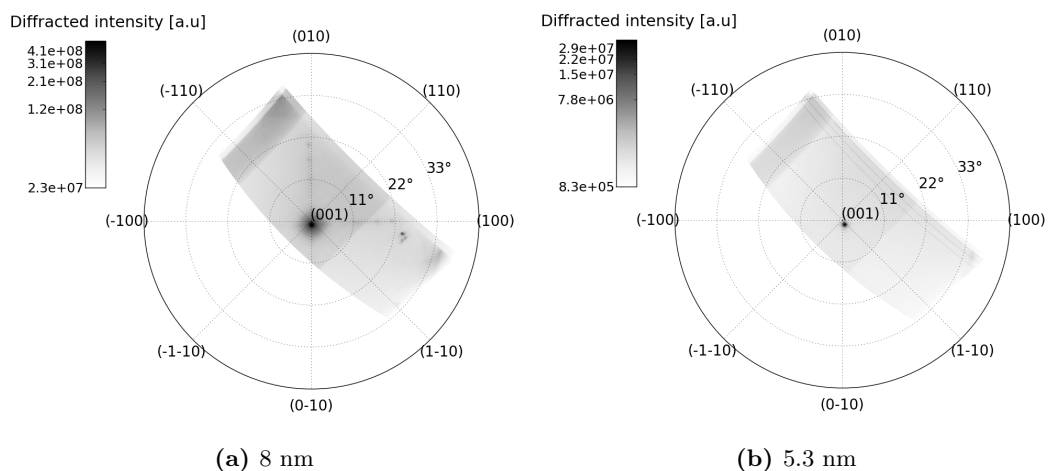 Diffracted intensity [a.u]
4.1e+08
3.1e+08
2.1e+08
1.2e+08
2.3e+07
(010)
(-110)
(110)
33°
22°
11°
(001)
(-100)
(100)
(-1-10)
(1-10)
(0-10)
(a) 8 nm
Diffracted intensity [a.u]
2.9e+07
2.2e+07
1.5e+07
7.8e+06
8.3e+05
(010)
(-110)
(110)
33°
22°
11°
(001)
(-100)
(100)
(-1-10)
(1-10)
(0-10)
(b) 5.3 nm